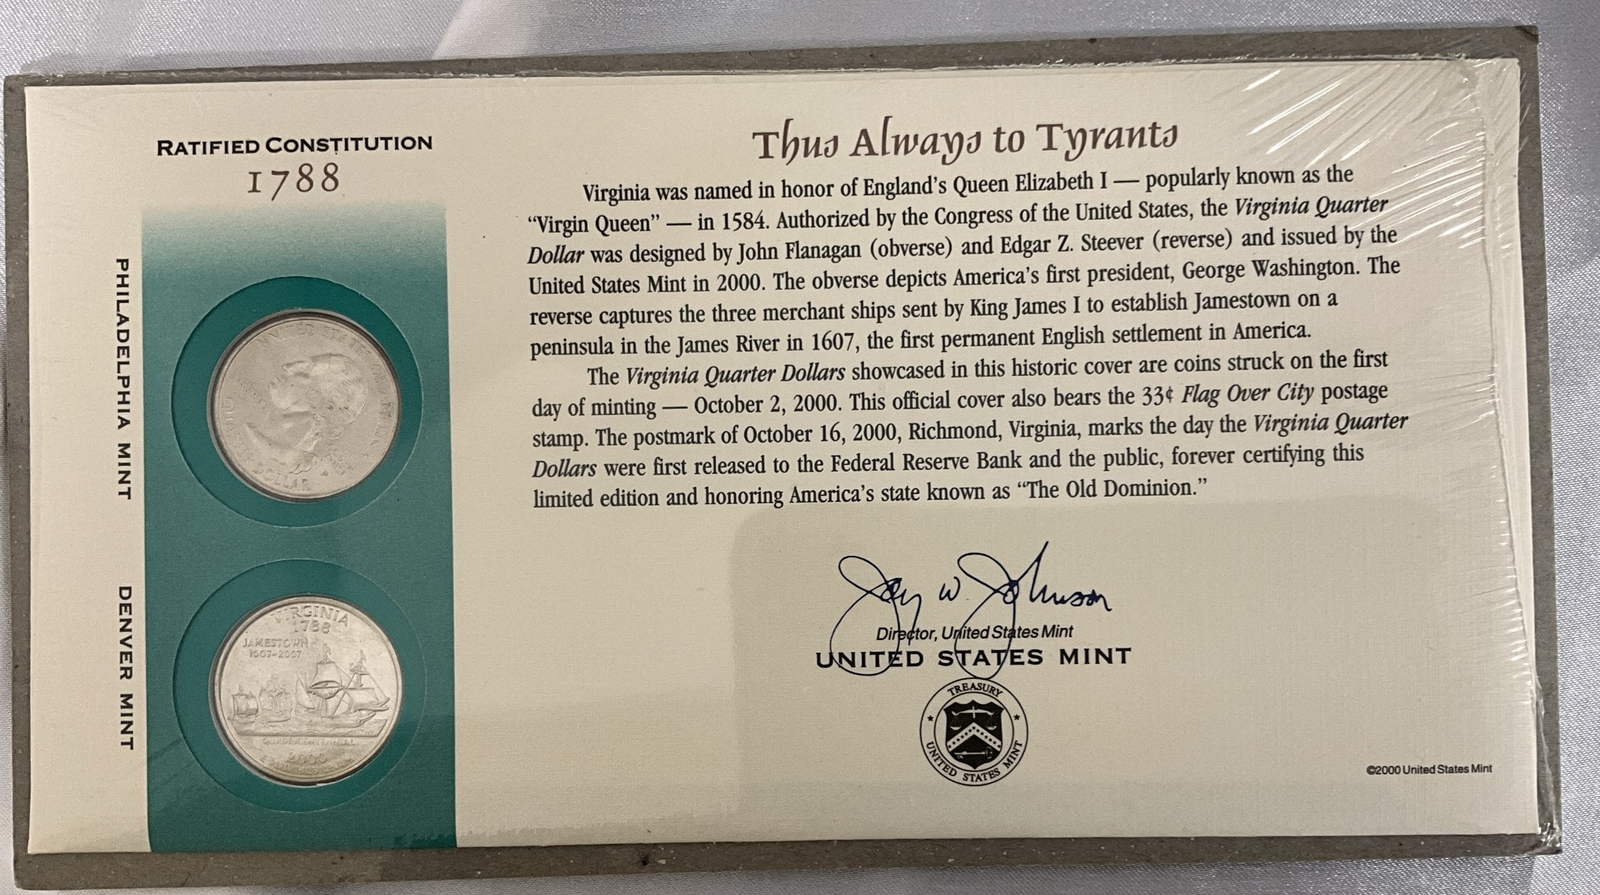 RATIFIED CONSTITUTION
1788
PHILADELPHIA MINT
DENVER MINT
VIRGINIA
1788
JAMESTOWN
1607-2007
QUADRICENTENNIAL
2000
Thus Always to Tyrants
Virginia was named in honor of England's Queen Elizabeth I — popularly known as the
“Virgin Queen” — in 1584. Authorized by the Congress of the United States, the Virginia Quarter
Dollar was designed by John Flanagan (obverse) and Edgar Z. Steever (reverse) and issued by the
United States Mint in 2000. The obverse depicts America's first president, George Washington. The
reverse captures the three merchant ships sent by King James I to establish Jamestown on a
peninsula in the James River in 1607, the first permanent English settlement in America.
The Virginia Quarter Dollars showcased in this historic cover are coins struck on the first
day of minting — October 2, 2000. This official cover also bears the 33¢ Flag Over City postage
stamp. The postmark of October 16, 2000, Richmond, Virginia, marks the day the Virginia Quarter
Dollars were first released to the Federal Reserve Bank and the public, forever certifying this
limited edition and honoring America's state known as “The Old Dominion.”
Jay W. Johnson
Director, United States Mint
UNITED STATES MINT
TREASURY
UNITED STATES MINT
©2000 United States Mint